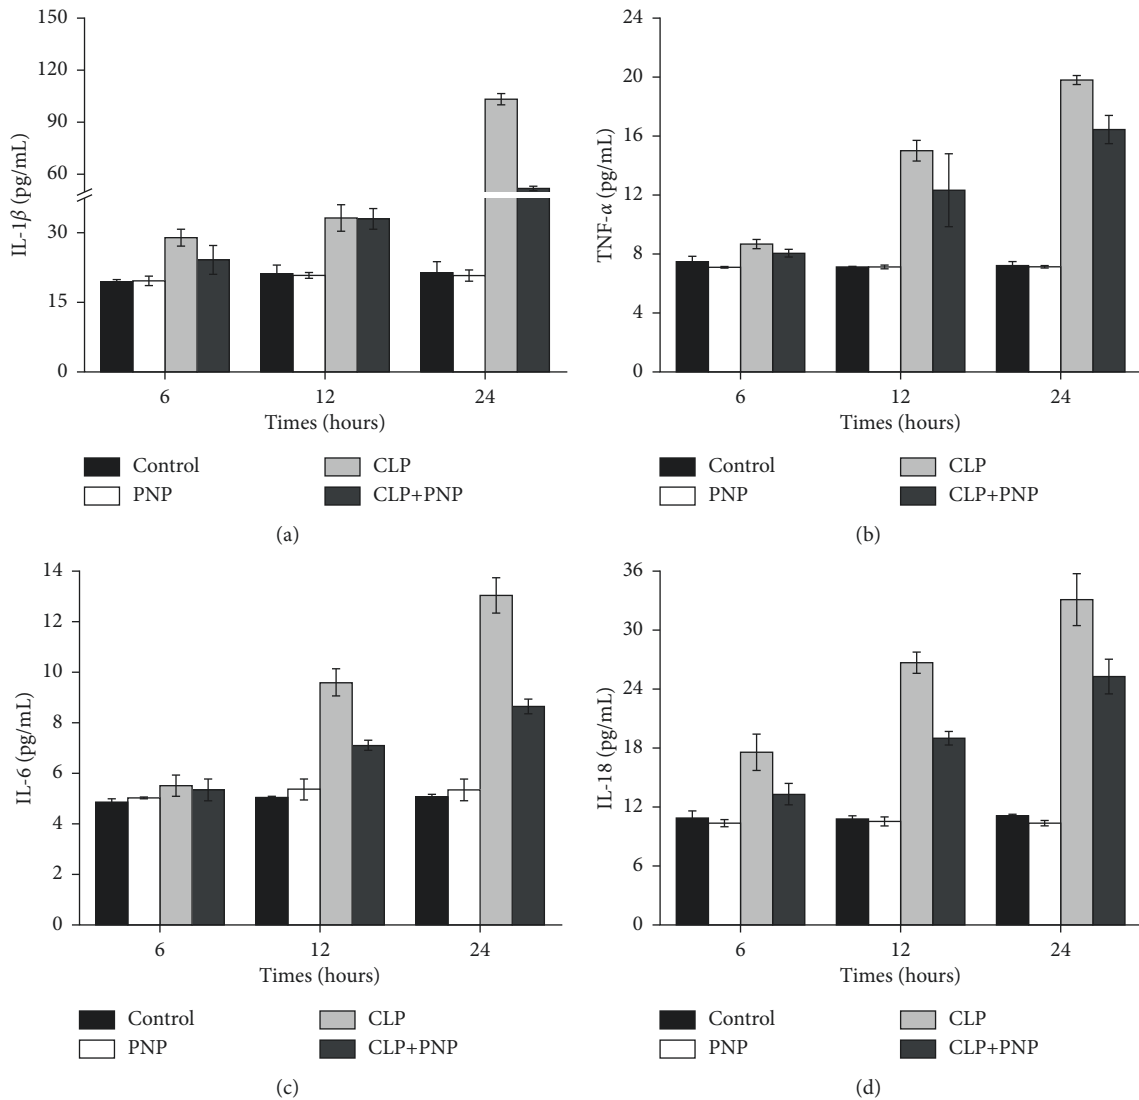 150
120
90
60
30
15
0
IL-1β (pg/mL)
6 12 24
Times (hours)
Control CLP
PNP CLP+PNP
(a)
24
20
16
12
8
4
0
TNF-α (pg/mL)
6 12 24
Times (hours)
Control CLP
PNP CLP+PNP
(b)
14
12
10
8
6
4
2
0
IL-6 (pg/mL)
6 12 24
Times (hours)
Control CLP
PNP CLP+PNP
(c)
36
30
24
18
12
6
0
IL-18 (pg/mL)
6 12 24
Times (hours)
Control CLP
PNP CLP+PNP
(d)